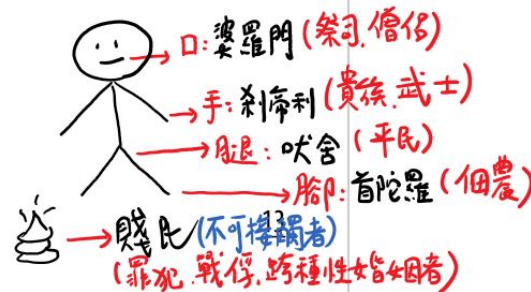 口:婆羅門(祭司.僧侶)
手:剎帝利(貴族.武士)
腿:吠舍(平民)
腳:首陀羅(佃農)
賤民(不可接觸者)
13
(罪犯.戰俘.跨種性婚姻者)